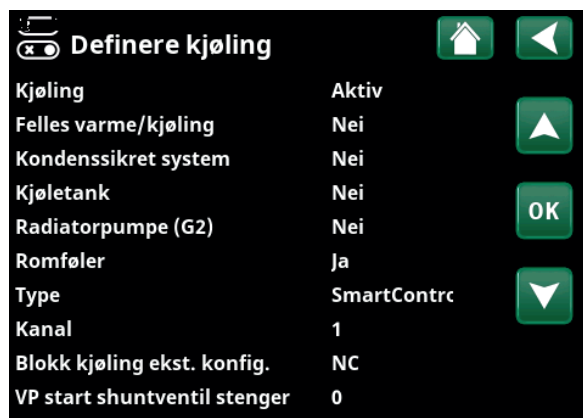 Definere kjøling
Kjøling Aktiv
Felles varme/kjøling Nei
Kondenssikret system Nei
Kjøletank Nei
Radiatorpumpe (G2) Nei
OK
Romføler Ja
Type SmartContrc
Kanal 1
Blokk kjøling ekst. konfig. NC
VP start shuntventil stenger 0